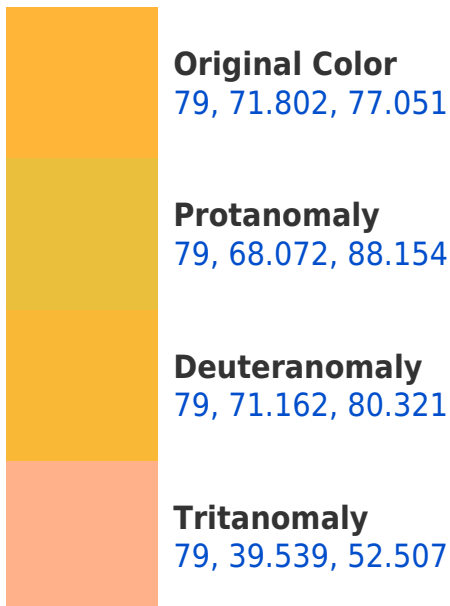 Original Color
79, 71.802, 77.051
Protanomaly
79, 68.072, 88.154
Deuteranomaly
79, 71.162, 80.321
Tritanomaly
79, 39.539, 52.507